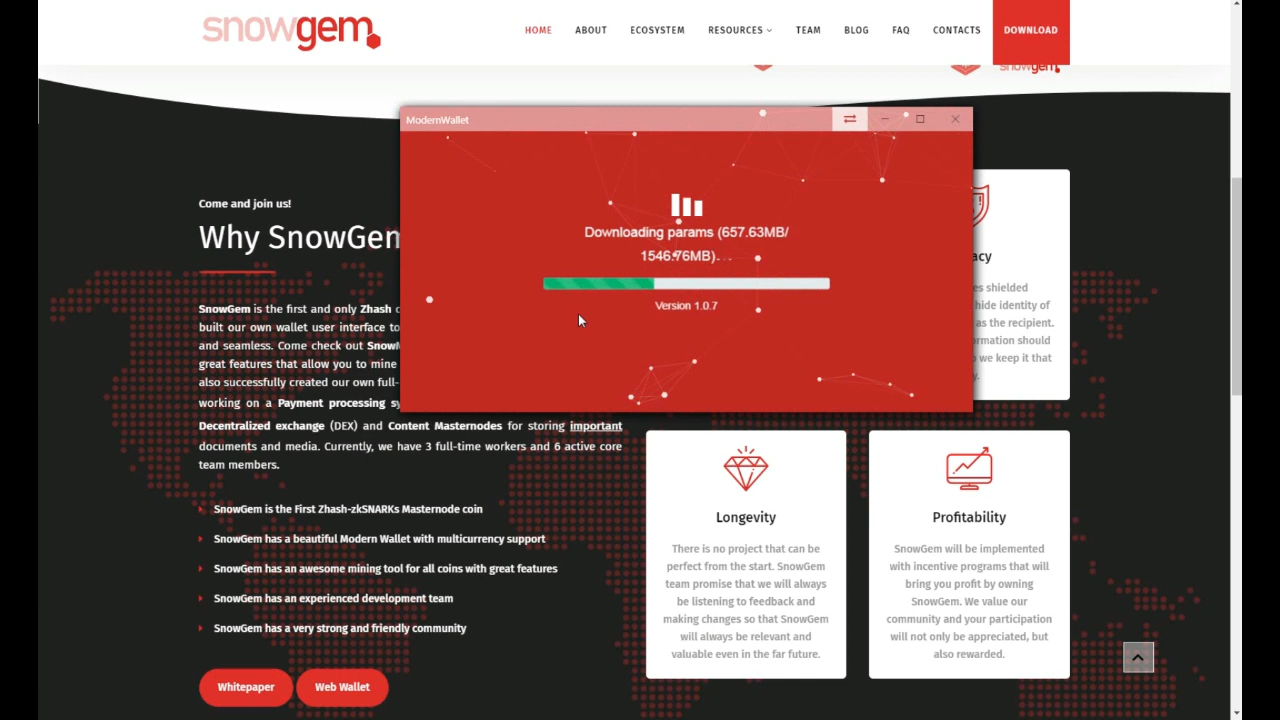 snowgem
HOME ABOUT ECOSYSTEM RESOURCES TEAM BLOG FAQ CONTACTS DOWNLOAD
snowgem
ModernWallet
Downloading params (657.63MB/
1546.76MB)...
Version 1.0.7
Come and join us!
Why SnowGem
SnowGem is the first and only Zhash
built our own wallet user interface to
and seamless. Come check out
great features that allow you to mine
also successfully created our own full-
working on a Payment processing
Decentralized exchange (DEX) and Content Masternodes for storing important
documents and media. Currently, we have 3 full-time workers and 6 active core
team members.
SnowGem is the First Zhash-zkSNARKs Masternode coin
SnowGem has a beautiful Modern Wallet with multicurrency support
SnowGem has an awesome mining tool for all coins with great features
SnowGem has an experienced development team
SnowGem has a very strong and friendly community
Whitepaper Web Wallet
acy
es shielded
hide identity of
as the recipient.
ormation should
we keep it that
y.
Longevity
There is no project that can be
perfect from the start. SnowGem
team promise that we will always
be listening to feedback and
making changes so that SnowGem
will always be relevant and
valuable even in the far future.
Profitability
SnowGem will be implemented
with incentive programs that will
bring you profit by owning
SnowGem. We value our
community and your participation
will not only be appreciated, but
also rewarded.